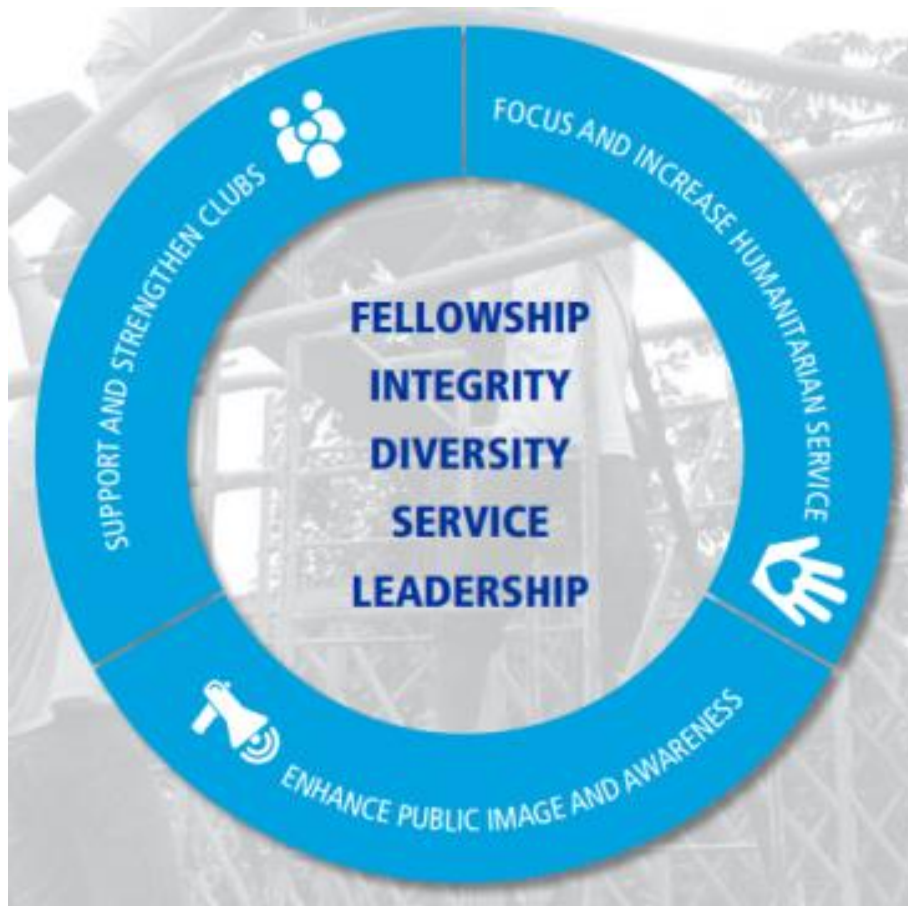 SUPPORT AND STRENGTHEN CLUBS
FOCUS AND INCREASE HUMANITARIAN SERVICE
FELLOWSHIP
INTEGRITY
DIVERSITY
SERVICE
LEADERSHIP
ENHANCE PUBLIC IMAGE AND AWARENESS